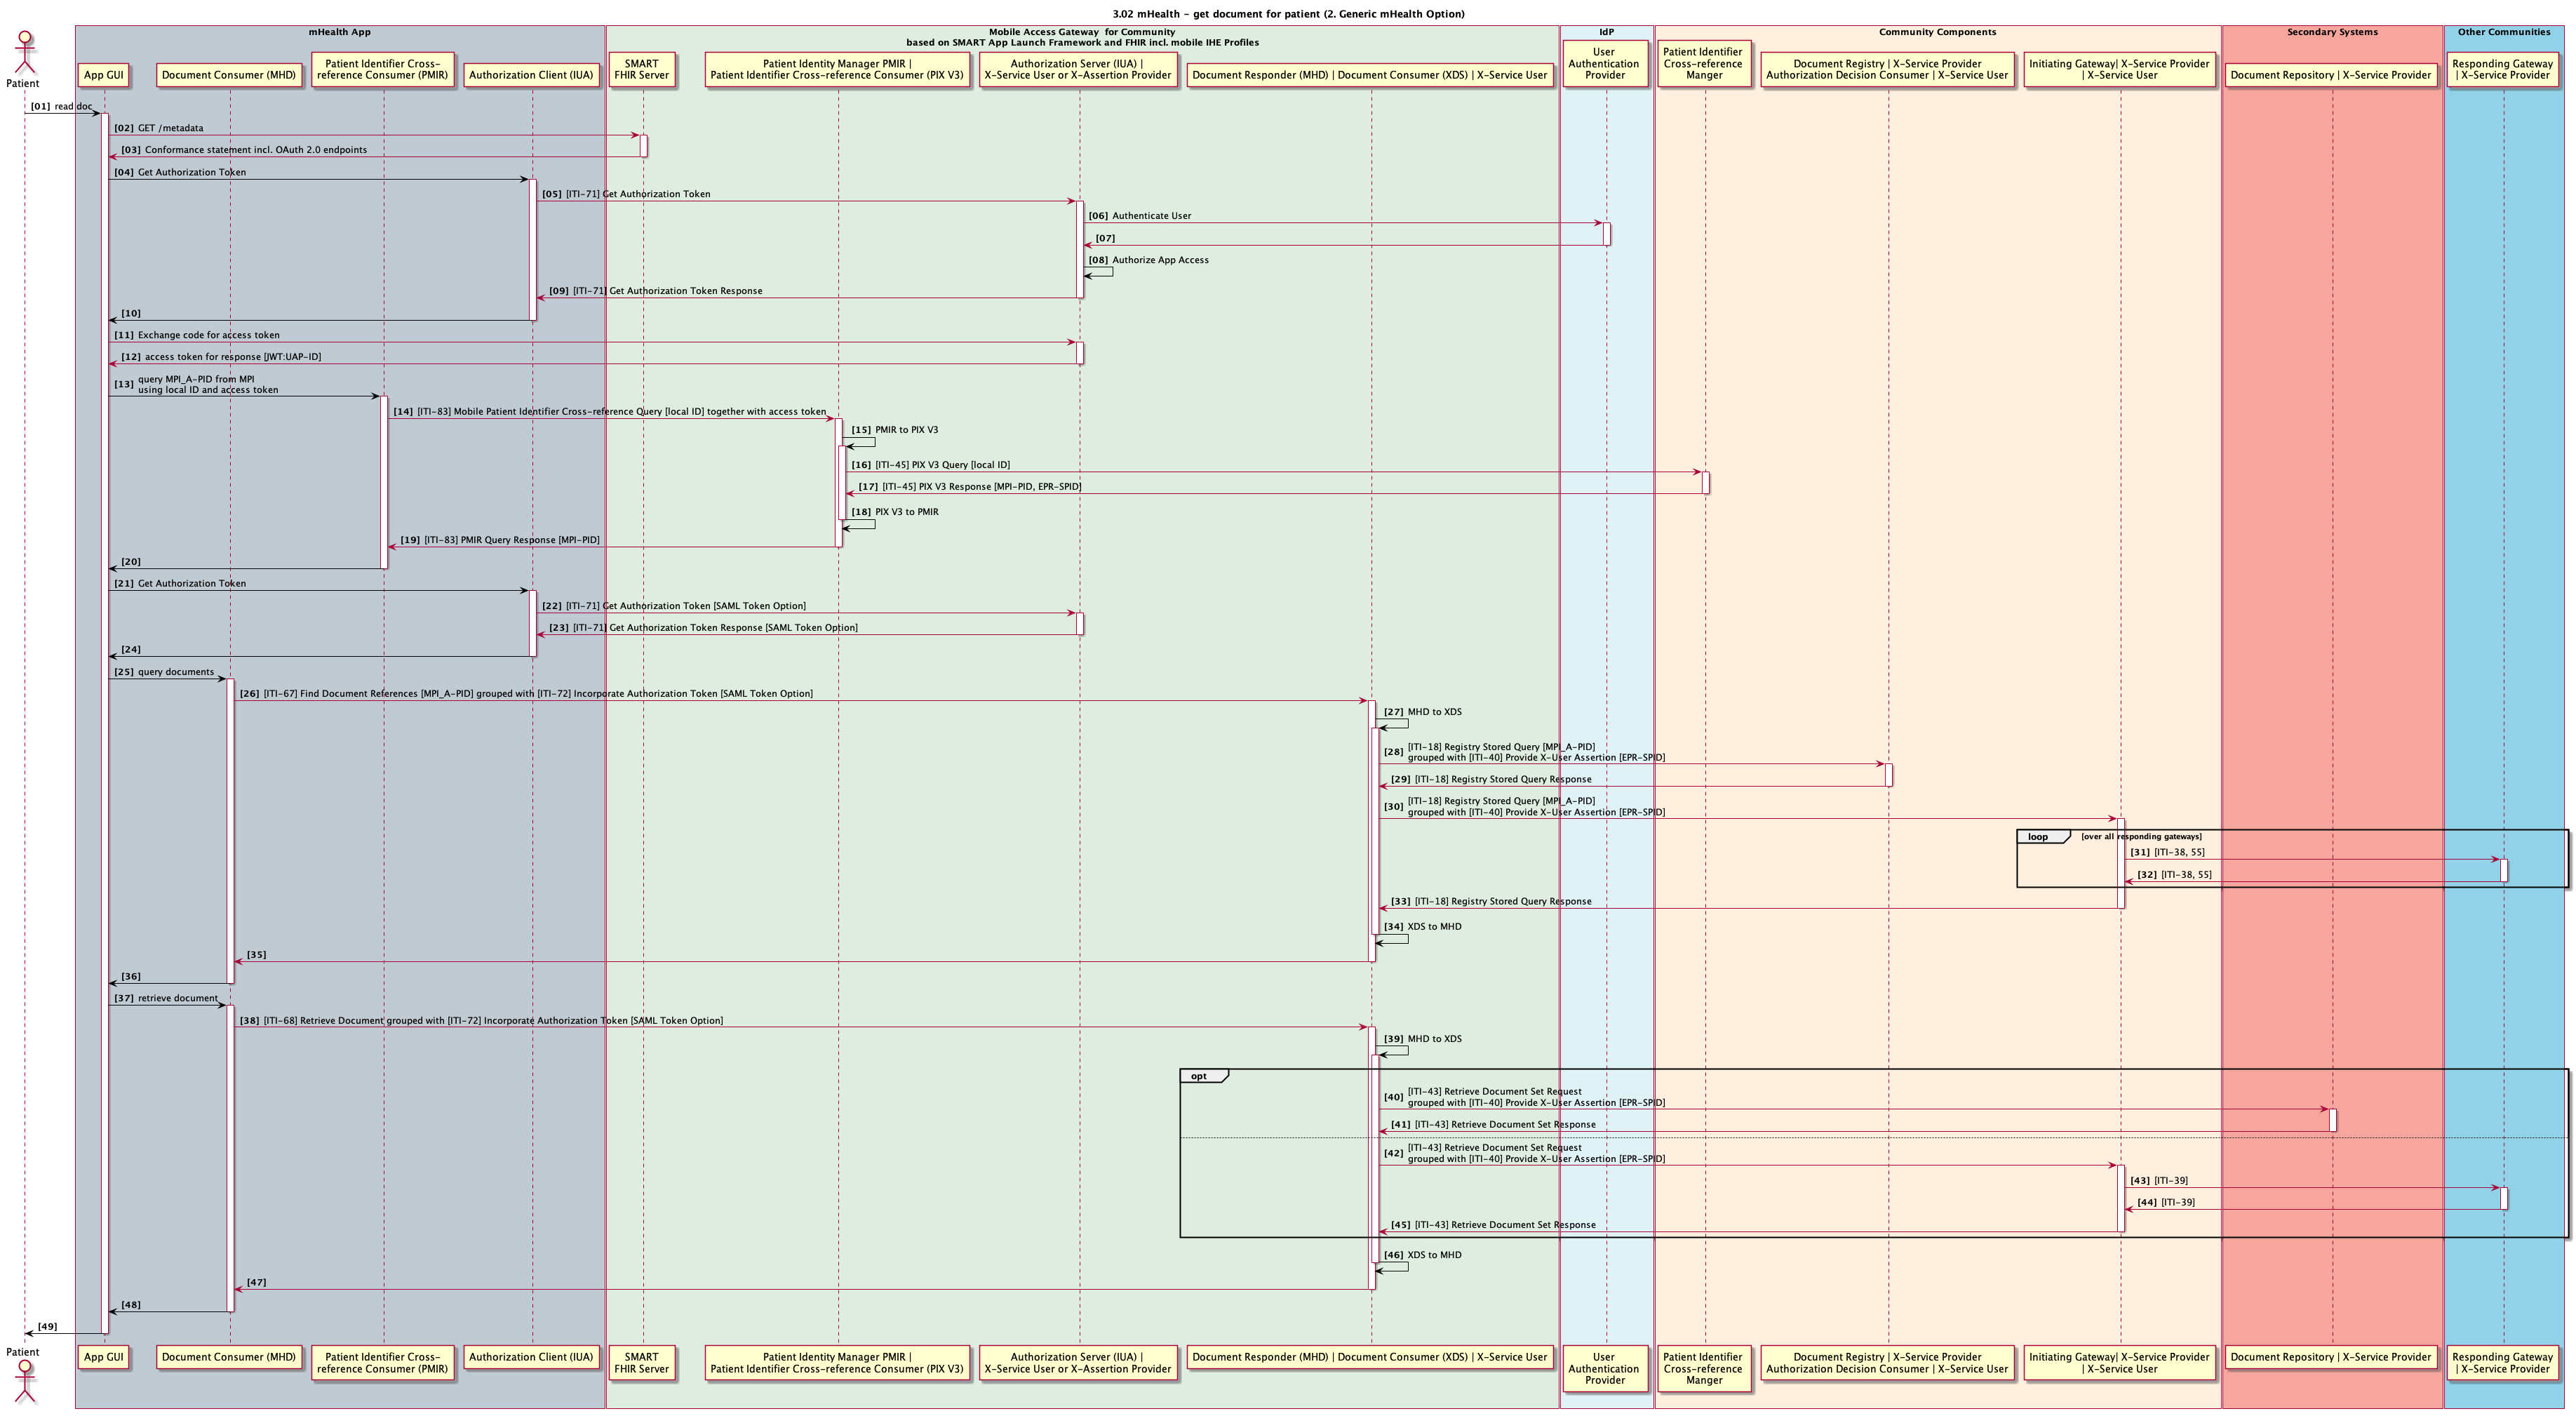 3.02 mHealth - get document for patient (2. Generic mHealth Option)
mHealth App
Mobile Access Gateway for Community
based on SMART App Launch Framework and FHIR incl. mobile IHE Profiles
IdP
Community Components
Secondary Systems
Other Communities
Patient
App GUI
Document Consumer (MHD)
Patient Identifier Cross-
reference Consumer (PMIR)
Authorization Client (IUA)
SMART
FHIR Server
Patient Identity Manager PMIR |
Patient Identifier Cross-reference Consumer (PIX V3)
Authorization Server (IUA) |
X-Service User or X-Assertion Provider
Document Responder (MHD) | Document Consumer (XDS) | X-Service User
User
Authentication
Provider
Patient Identifier
Cross-reference
Manger
Document Registry | X-Service Provider
Authorization Decision Consumer | X-Service User
Initiating Gateway| X-Service Provider
| X-Service User
Document Repository | X-Service Provider
Responding Gateway
| X-Service Provider
[01] read doc
[02] GET /metadata
[03] Conformance statement incl. OAuth 2.0 endpoints
[04] Get Authorization Token
[05] [ITI-71] Get Authorization Token
[06] Authenticate User
[07]
[08] Authorize App Access
[09] [ITI-71] Get Authorization Token Response
[10]
[11] Exchange code for access token
[12] access token for response [JWT:UAP-ID]
[13] query MPI_A-PID from MPI
using local ID and access token
[14] [ITI-83] Mobile Patient Identifier Cross-reference Query [local ID] together with access token
[15] PMIR to PIX V3
[16] [ITI-45] PIX V3 Query [local ID]
[17] [ITI-45] PIX V3 Response [MPI-PID, EPR-SPID]
[18] PIX V3 to PMIR
[19] [ITI-83] PMIR Query Response [MPI-PID]
[20]
[21] Get Authorization Token
[22] [ITI-71] Get Authorization Token [SAML Token Option]
[23] [ITI-71] Get Authorization Token Response [SAML Token Option]
[24]
[25] query documents
[26] [ITI-67] Find Document References [MPI_A-PID] grouped with [ITI-72] Incorporate Authorization Token [SAML Token Option]
[27] MHD to XDS
[28] [ITI-18] Registry Stored Query [MPI_A-PID]
grouped with [ITI-40] Provide X-User Assertion [EPR-SPID]
[29] [ITI-18] Registry Stored Query Response
[30] [ITI-18] Registry Stored Query [MPI_A-PID]
grouped with [ITI-40] Provide X-User Assertion [EPR-SPID]
loop [over all responding gateways]
[31] [ITI-38, 55]
[32] [ITI-38, 55]
[33] [ITI-18] Registry Stored Query Response
[34] XDS to MHD
[35]
[36]
[37] retrieve document
[38] [ITI-68] Retrieve Document grouped with [ITI-72] Incorporate Authorization Token [SAML Token Option]
[39] MHD to XDS
opt
[40] [ITI-43] Retrieve Document Set Request
grouped with [ITI-40] Provide X-User Assertion [EPR-SPID]
[41] [ITI-43] Retrieve Document Set Response
[42] [ITI-43] Retrieve Document Set Request
grouped with [ITI-40] Provide X-User Assertion [EPR-SPID]
[43] [ITI-39]
[44] [ITI-39]
[45] [ITI-43] Retrieve Document Set Response
[46] XDS to MHD
[47]
[48]
[49]
Patient
App GUI
Document Consumer (MHD)
Patient Identifier Cross-
reference Consumer (PMIR)
Authorization Client (IUA)
SMART
FHIR Server
Patient Identity Manager PMIR |
Patient Identifier Cross-reference Consumer (PIX V3)
Authorization Server (IUA) |
X-Service User or X-Assertion Provider
Document Responder (MHD) | Document Consumer (XDS) | X-Service User
User
Authentication
Provider
Patient Identifier
Cross-reference
Manger
Document Registry | X-Service Provider
Authorization Decision Consumer | X-Service User
Initiating Gateway| X-Service Provider
| X-Service User
Document Repository | X-Service Provider
Responding Gateway
| X-Service Provider